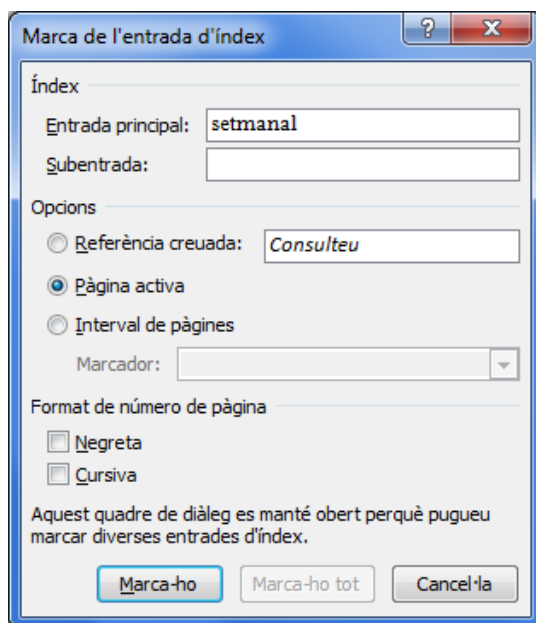 Marca de l'entrada d'índex
Índex
Entrada principal: setmanal
Subentrada:
Opcions
Referència creuada: Consulteu
Pàgina activa
Interval de pàgines
Marcador:
Format de número de pàgina
Negreta
Cursiva
Aquest quadre de diàleg es manté obert perquè pugueu
marcar diverses entrades d'índex.
Marca-ho Marca-ho tot Cancel·la